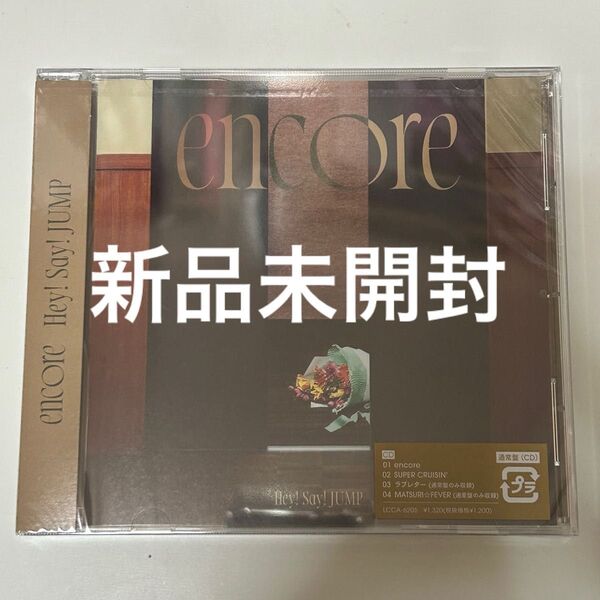 encore
encore Hey! Say! JUMP
新品未開封
Hey! Say! JUMP
CD
01 encore
02 SUPER CRUISIN'
03 ラブレター (通常盤のみ収録)
04 MATSURI☆FEVER (通常盤のみ収録)
LCCA-6205 ¥1,320(税抜価格¥1,200)
通常盤(CD)
プラ